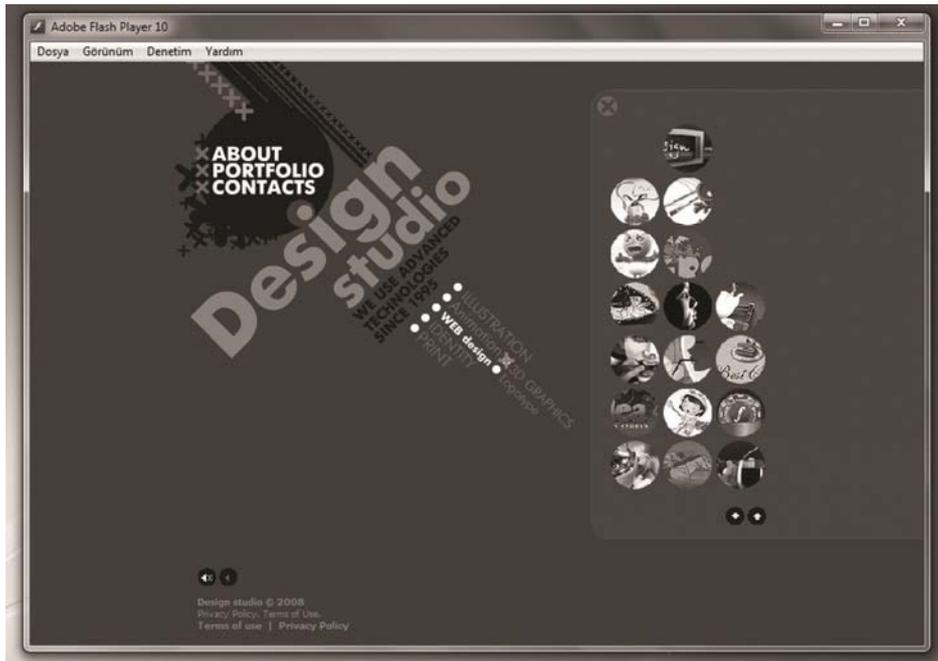 Adobe Flash Player 10
Dosya Görünüm Denetim Yardım
ABOUT
PORTFOLIO
CONTACTS
Design
studio
WE USE ADVANCED
TECHNOLOGIES
SINCE 1995
ILLUSTRATION
Animation 3D GRAPHICS
WEB design
IDENTITY Logotype
PRINT
sign
Best C
Design studio © 2008
Privacy Policy. Terms of Use.
Terms of use | Privacy Policy